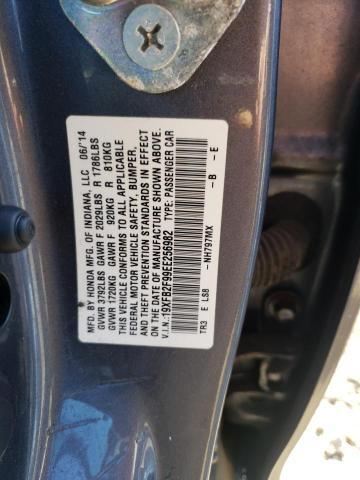 MFD. BY HONDA MFG. OF INDIANA, LLC 06/'14
GVWR 3792LBS GAWR F 2029LBS R 1786LBS
GVWR 1720KG GAWR F 920KG R 810KG
THIS VEHICLE CONFORMS TO ALL APPLICABLE
FEDERAL MOTOR VEHICLE SAFETY, BUMPER,
AND THEFT PREVENTION STANDARDS IN EFFECT
ON THE DATE OF MANUFACTURE SHOWN ABOVE.
V.I.N.:19XFB2F99EE256982 TYPE: PASSENGER CAR
NH797MX B E
TR3 E LS8